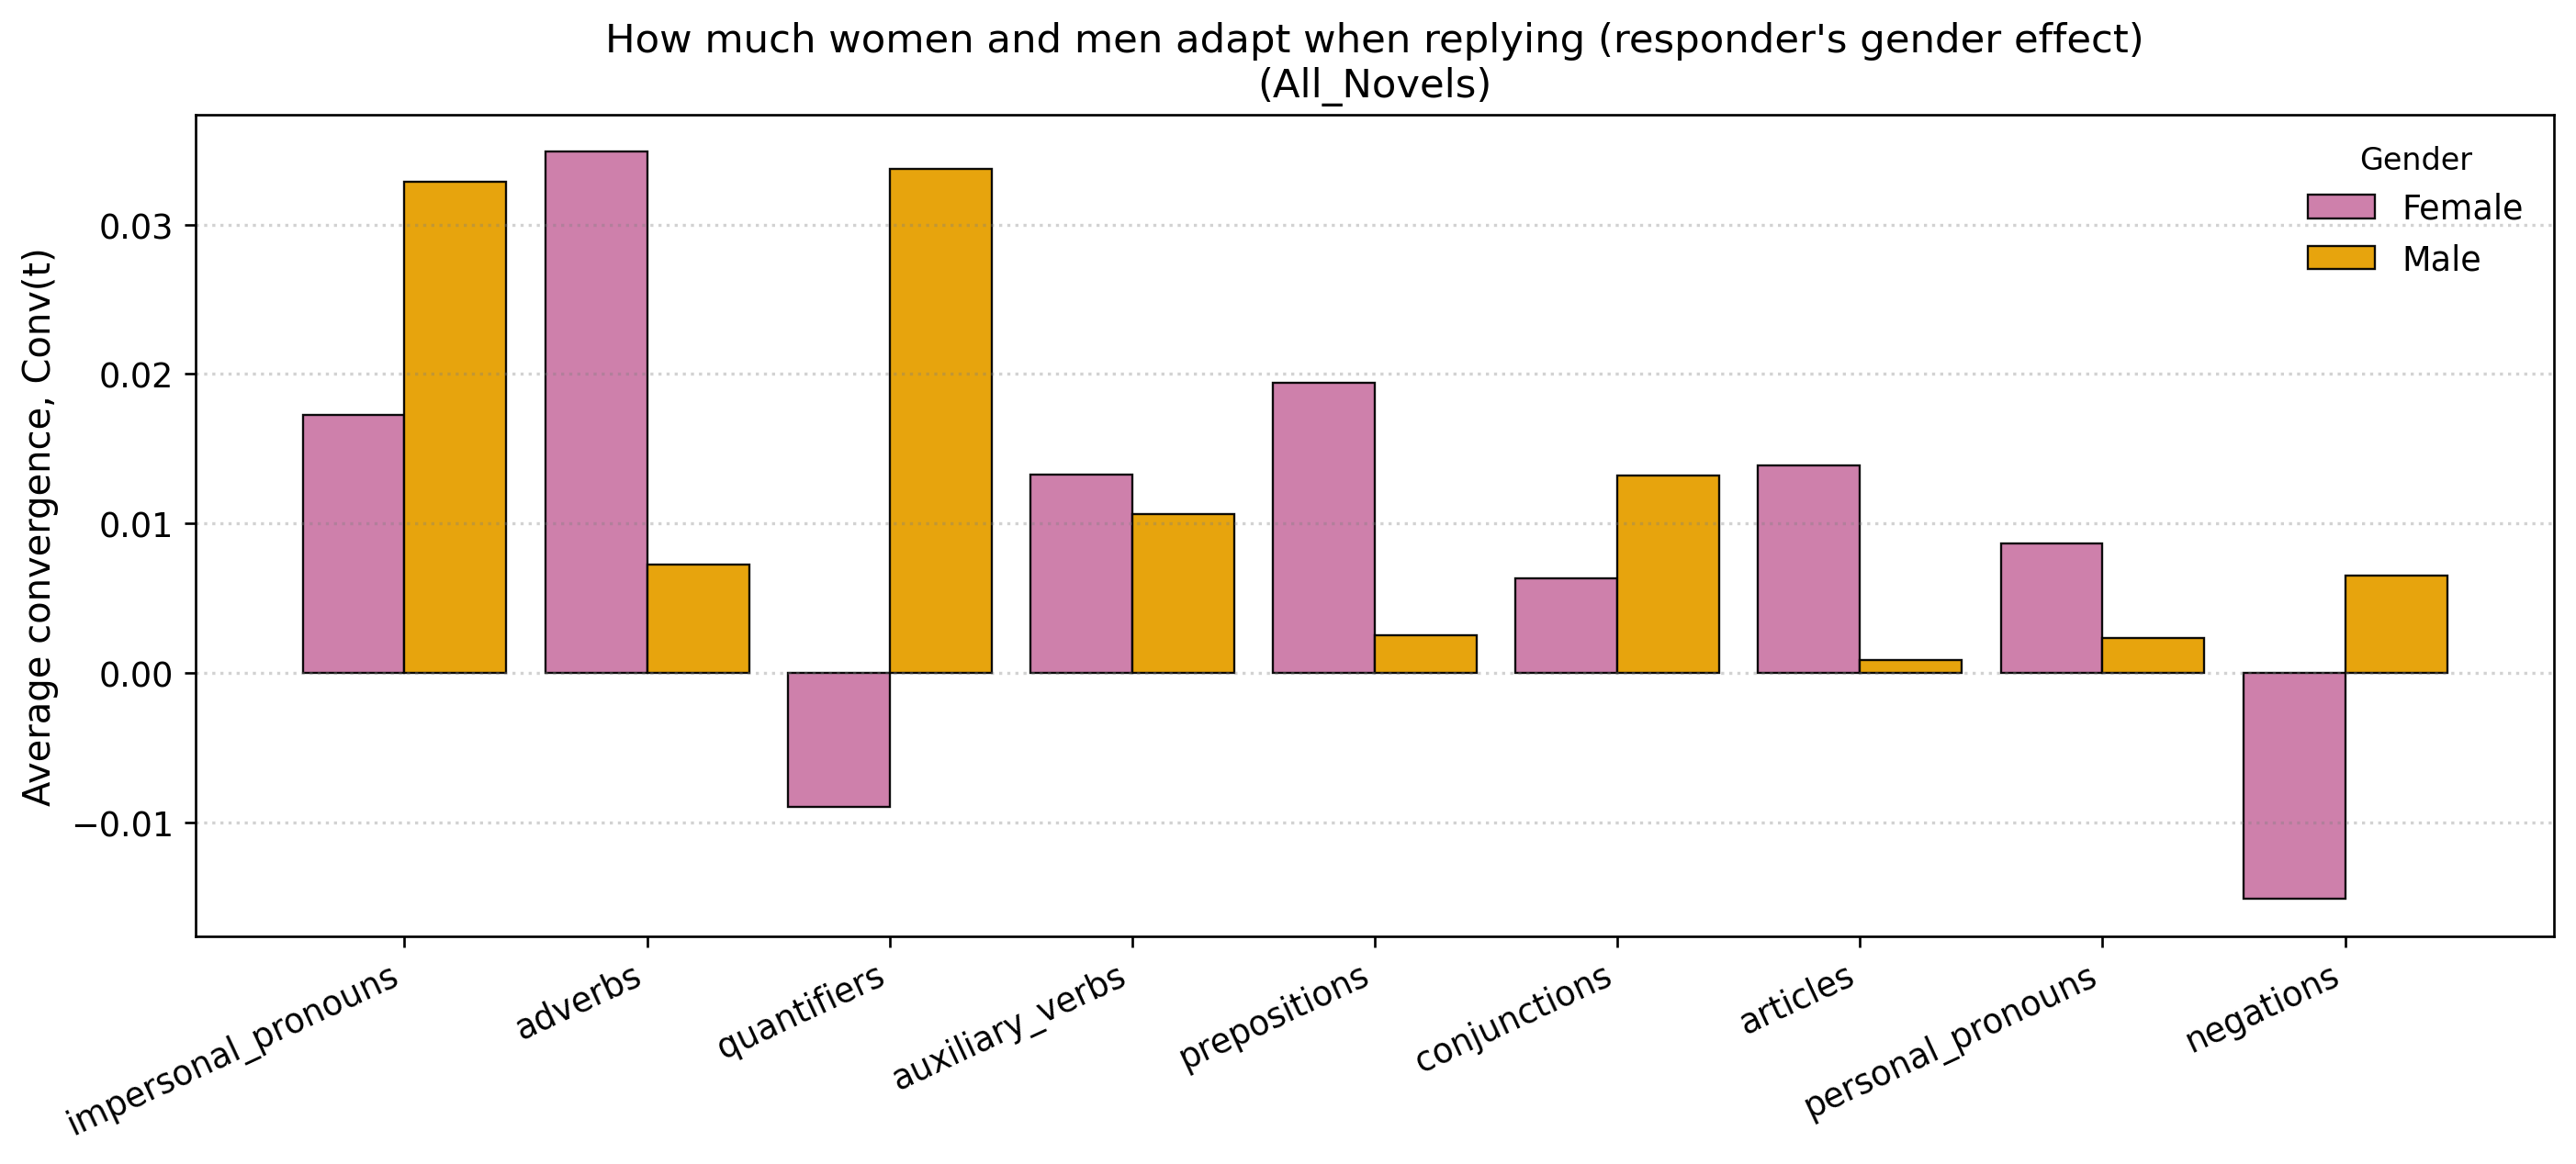 How much women and men adapt when replying (responder's gender effect)
(All_Novels)
Average convergence, Conv(t)
0.03
0.02
0.01
0.00
−0.01
Gender
Female
Male
impersonal_pronouns
adverbs
quantifiers
auxiliary_verbs
prepositions
conjunctions
articles
personal_pronouns
negations